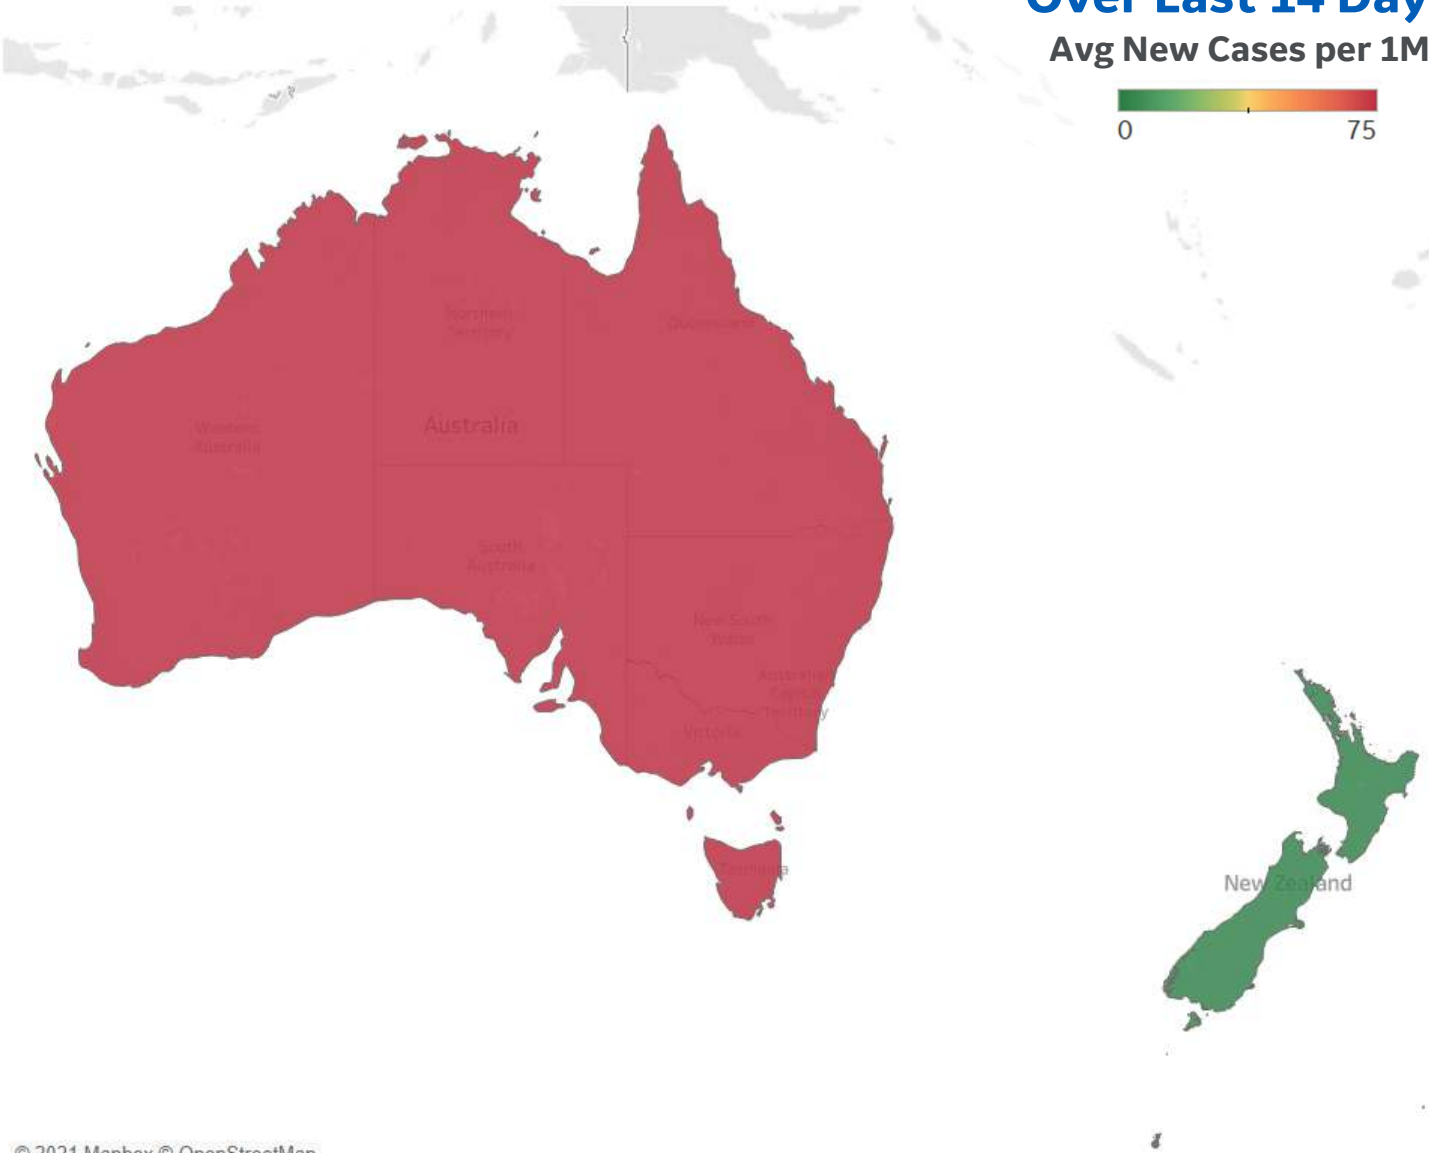 Over Last 14 Day
Avg New Cases per 1M
0 75
Northern
Territory
Queensland
Western
Australia
Australia
South
Australia
New South
Wales
Australian
Capital
Territory
Victoria
Tasmania
New Zealand
© 2021 Mapbox © OpenStreetMap